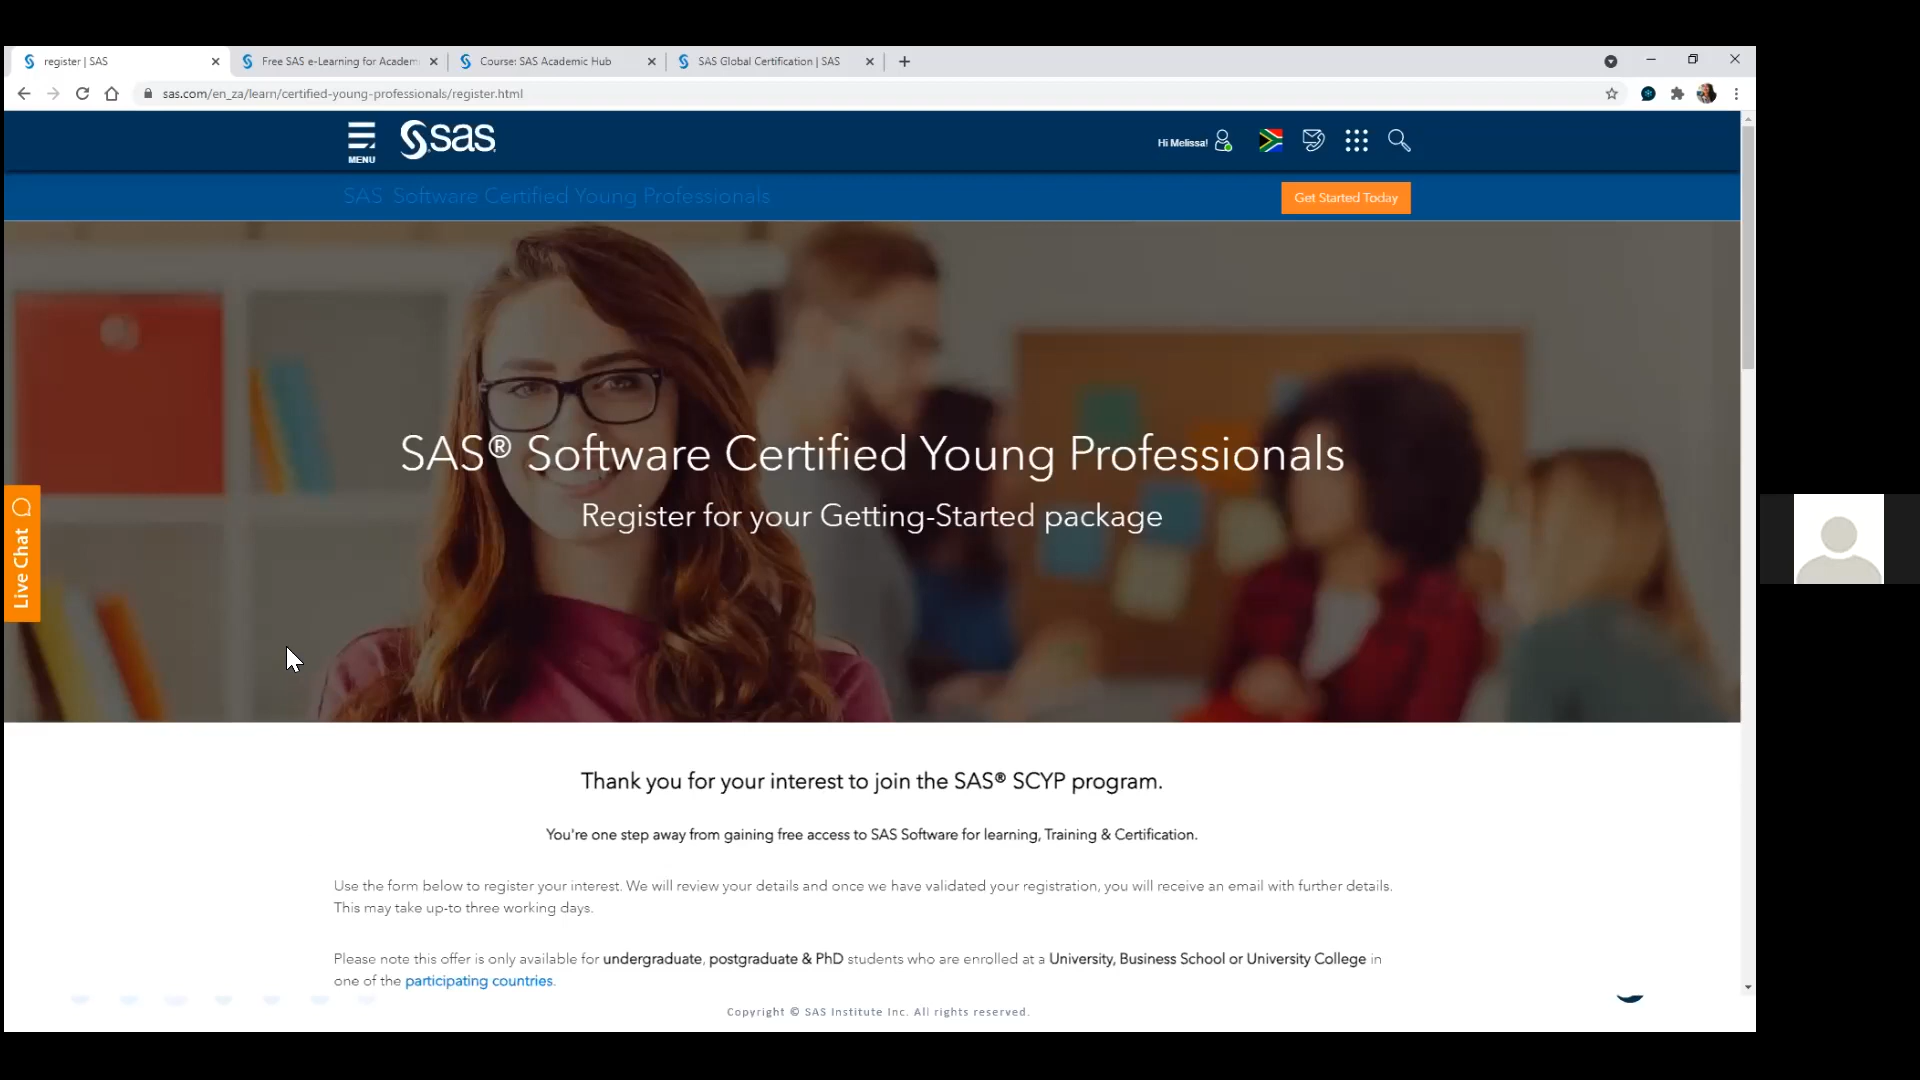 register | SAS
Free SAS e-Learning for Academ
Course: SAS Academic Hub
SAS Global Certification | SAS
sas.com/en_za/learn/certified-young-professionals/register.html
MENU
sas
Hi Melissa!
SAS Software Certified Young Professionals
Get Started Today
SAS® Software Certified Young Professionals
Register for your Getting-Started package
Live Chat
Thank you for your interest to join the SAS® SCYP program.
You're one step away from gaining free access to SAS Software for learning, Training & Certification.
Use the form below to register your interest. We will review your details and once we have validated your registration, you will receive an email with further details.
This may take up-to three working days.
Please note this offer is only available for undergraduate, postgraduate & PhD students who are enrolled at a University, Business School or University College in
one of the participating countries.
Copyright © SAS Institute Inc. All rights reserved.